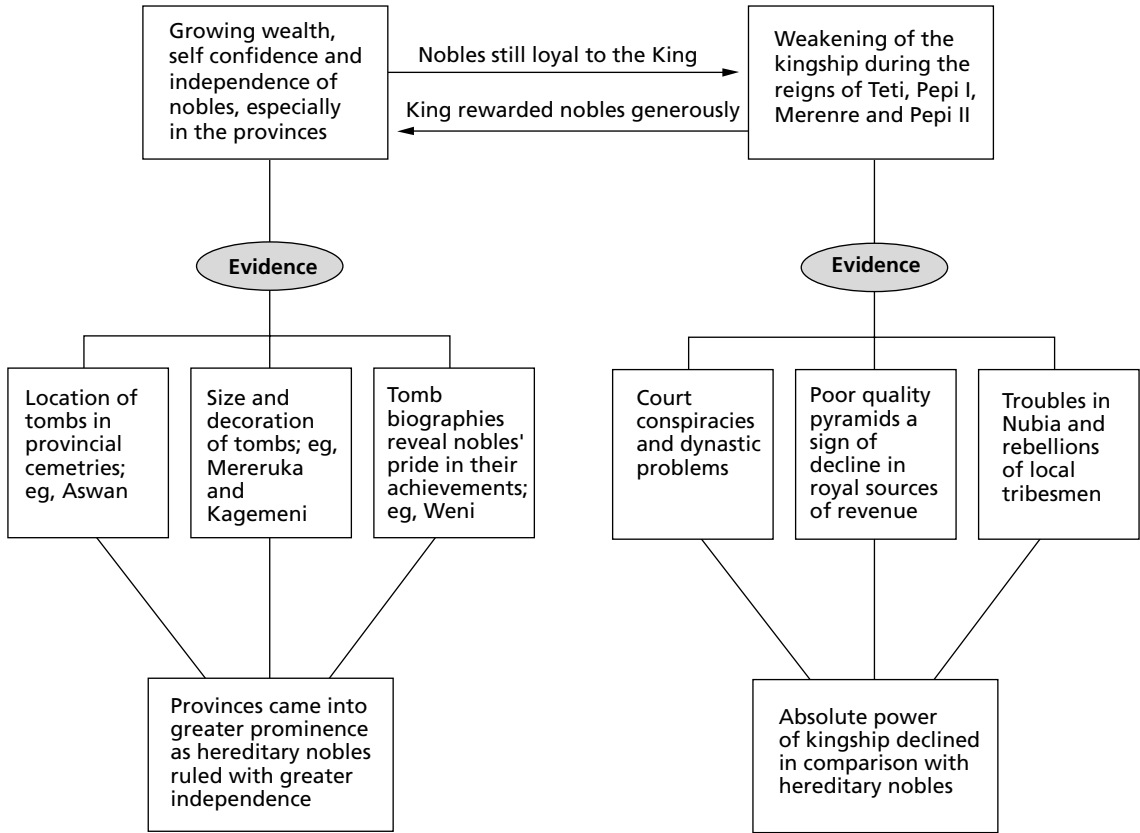 Growing wealth,
self confidence and
independence of
nobles, especially
in the provinces
Nobles still loyal to the King
King rewarded nobles generously
Weakening of the
kingship during the
reigns of Teti, Pepi I,
Merenre and Pepi II
Evidence
Evidence
Location of
tombs in
provincial
cemetries;
eg, Aswan
Size and
decoration
of tombs; eg,
Mereruka
and
Kagemeni
Tomb
biographies
reveal nobles'
pride in their
achievements;
eg, Weni
Court
conspiracies
and dynastic
problems
Poor quality
pyramids a
sign of
decline in
royal sources
of revenue
Troubles in
Nubia and
rebellions
of local
tribesmen
Provinces came into
greater prominence
as hereditary nobles
ruled with greater
independence
Absolute power
of kingship declined
in comparison with
hereditary nobles